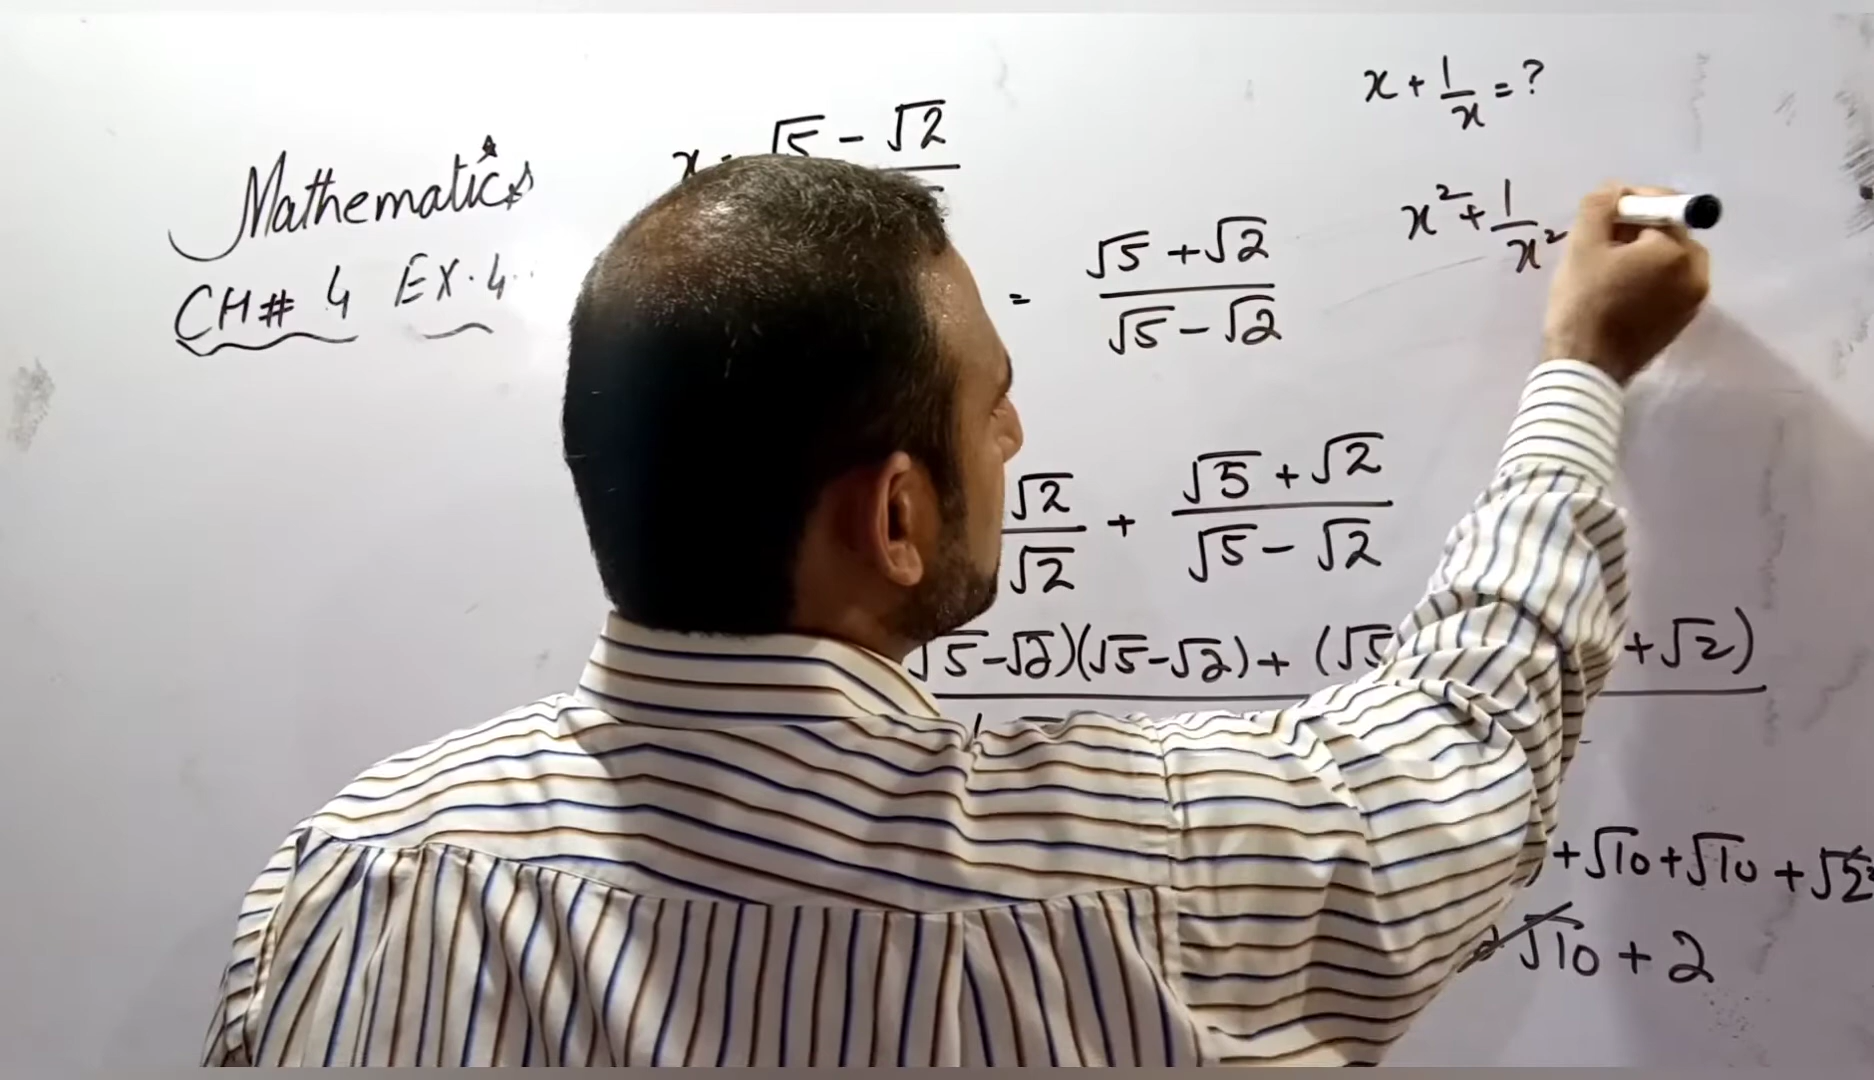 Mathematics
CH# 4 EX.4
x = √5 - √2
= (√5 + √2)/(√5 - √2)
√2/√2 + (√5 + √2)/(√5 - √2)
√5-√2)(√5-√2) + (√5 +√2)
+√10+√10+√2²
2√10 + 2
x + 1/x = ?
x² + 1/x²